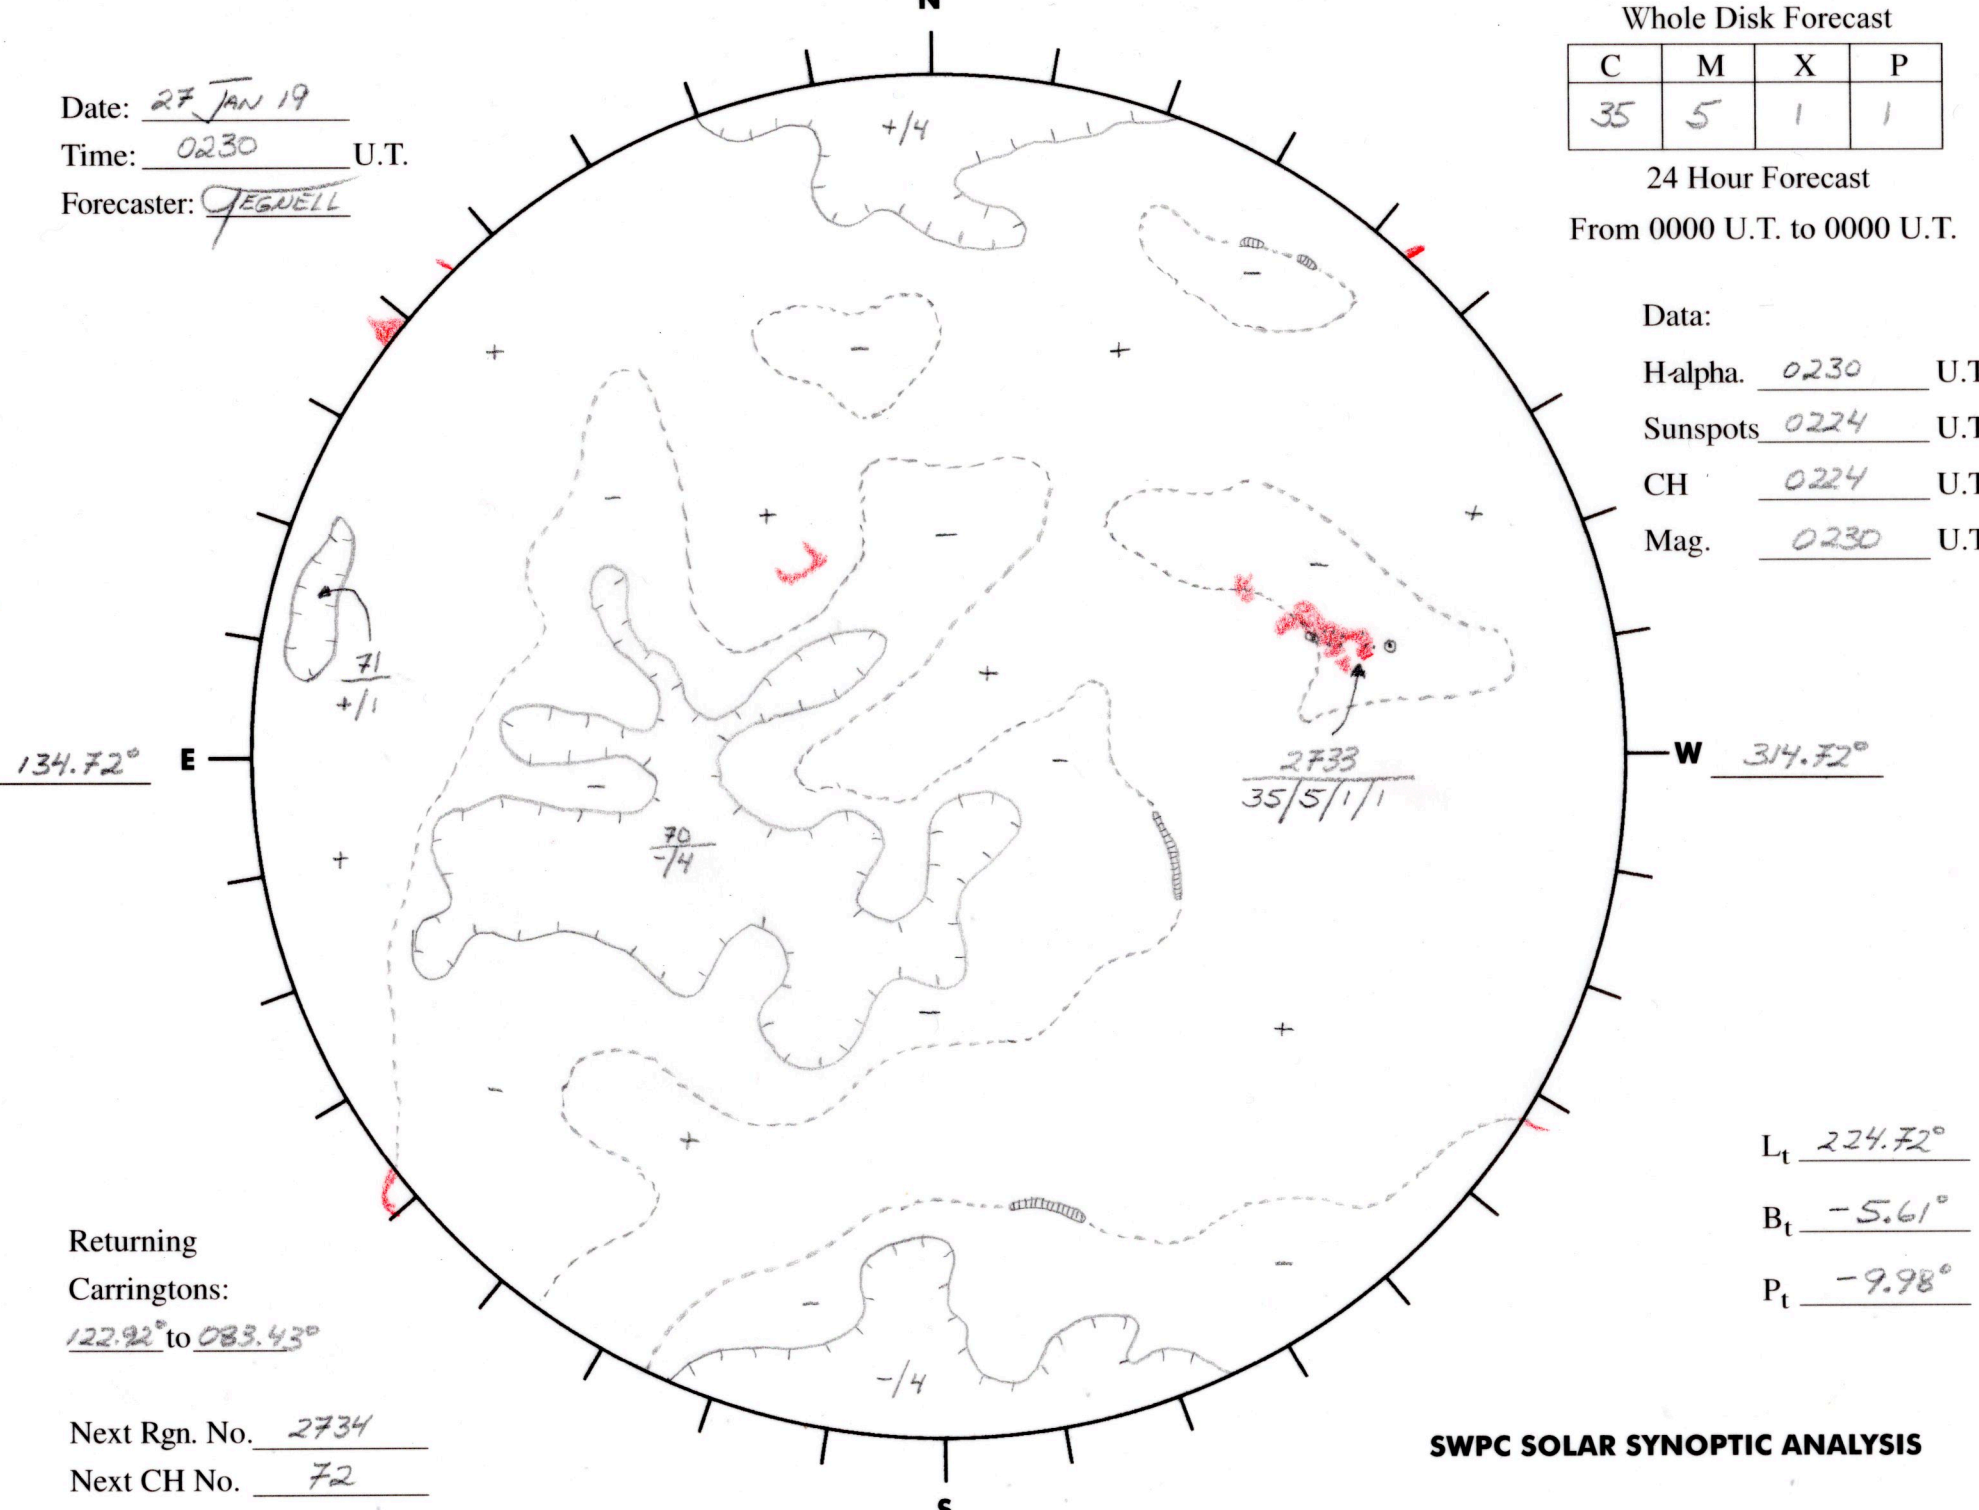 N
Whole Disk Forecast
C M X P
35 5 1 1
24 Hour Forecast
From 0000 U.T. to 0000 U.T.
Date: 27 JAN 19
Time: 0230 U.T.
Forecaster: TEGNELL
Data:
H-alpha. 0230 U.T
Sunspots 0224 U.T
CH 0224 U.T
Mag. 0230 U.T
+/4
-
+
-
+
-
+
-
-
+
71
+/1
+
2733
35/5/1/1
134.72° E
W 314.72°
-
-
70
-/4
+
-
+
-
+
-
-/4
Lt 224.72°
Bt -5.61°
Pt -9.98°
Returning
Carringtons:
122.92° to 083.43°
Next Rgn. No. 2734
Next CH No. 72
SWPC SOLAR SYNOPTIC ANALYSIS
S